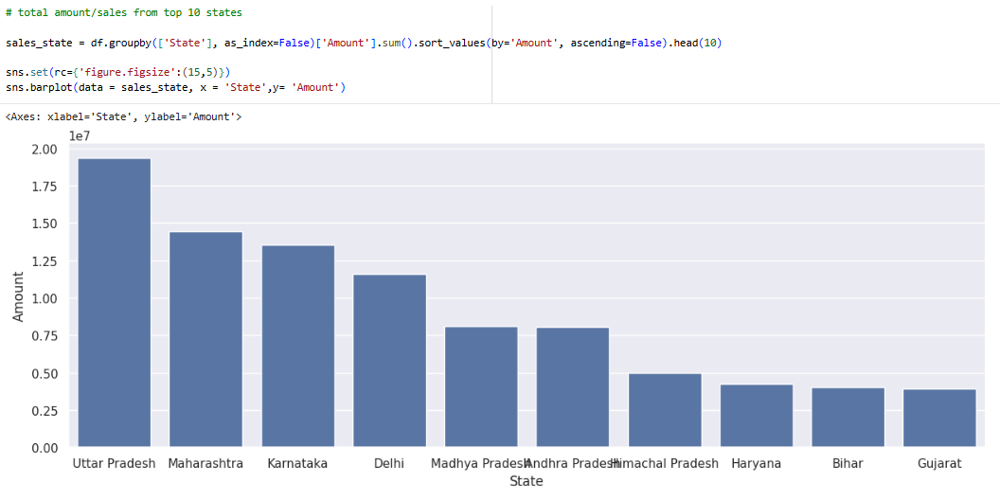 # total amount/sales from top 10 states
sales_state = df.groupby(['State'], as_index=False)['Amount'].sum().sort_values(by='Amount', ascending=False).head(10)
sns.set(rc={'figure.figsize':(15,5)})
sns.barplot(data = sales_state, x = 'State',y= 'Amount')
<Axes: xlabel='State', ylabel='Amount'>
1e7
2.00
1.75
1.50
1.25
1.00
0.75
0.50
0.25
0.00
Amount
Uttar Pradesh Maharashtra Karnataka Delhi Madhya Pradesh Andhra Pradesh Himachal Pradesh Haryana Bihar Gujarat
State